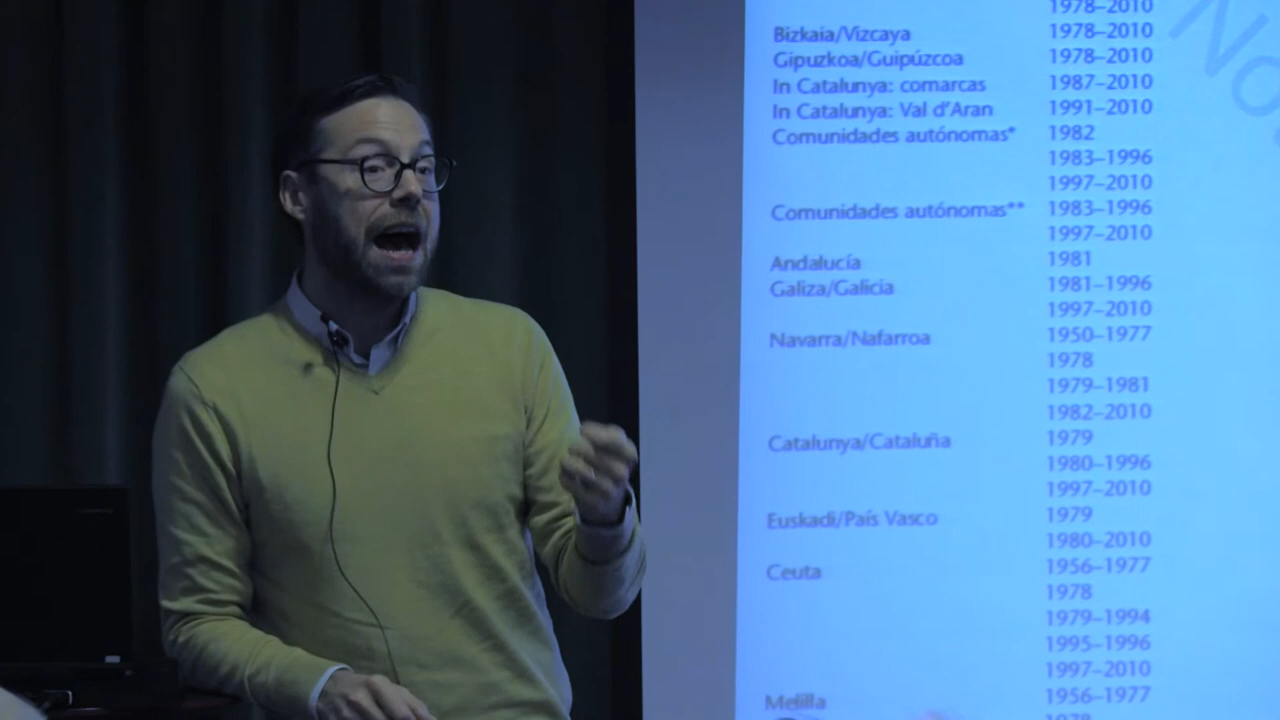 1978–2010
Bizkaia/Vizcaya 1978–2010
Gipuzkoa/Guipúzcoa 1978–2010
In Catalunya: comarcas 1987–2010
In Catalunya: Val d'Aran 1991–2010
Comunidades autónomas* 1982
1983–1996
1997–2010
Comunidades autónomas** 1983–1996
1997–2010
Andalucía 1981
Galiza/Galicia 1981–1996
1997–2010
Navarra/Nafarroa 1950–1977
1978
1979–1981
1982–2010
Catalunya/Cataluña 1979
1980–1996
1997–2010
Euskadi/País Vasco 1979
1980–2010
Ceuta 1956–1977
1978
1979–1994
1995–1996
1997–2010
Melilla 1956–1977
1978